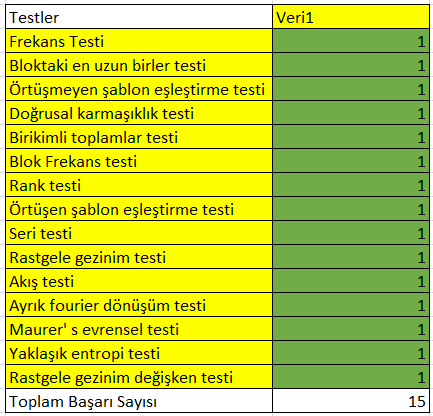 Testler Veri1
Frekans Testi 1
Bloktaki en uzun birler testi 1
Örtüşmeyen şablon eşleştirme testi 1
Doğrusal karmaşıklık testi 1
Birikimli toplamlar testi 1
Blok Frekans testi 1
Rank testi 1
Örtüşen şablon eşleştirme testi 1
Seri testi 1
Rastgele gezinim testi 1
Akış testi 1
Ayrık fourier dönüşüm testi 1
Maurer' s evrensel testi 1
Yaklaşık entropi testi 1
Rastgele gezinim değişken testi 1
Toplam Başarı Sayısı 15